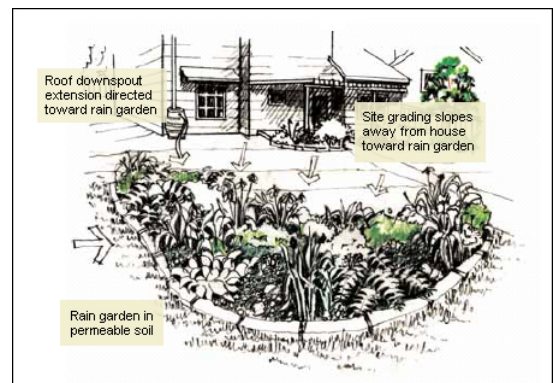 Roof downspout
extension directed
toward rain garden
Site grading slopes
away from house
toward rain garden
Rain garden in
permeable soil